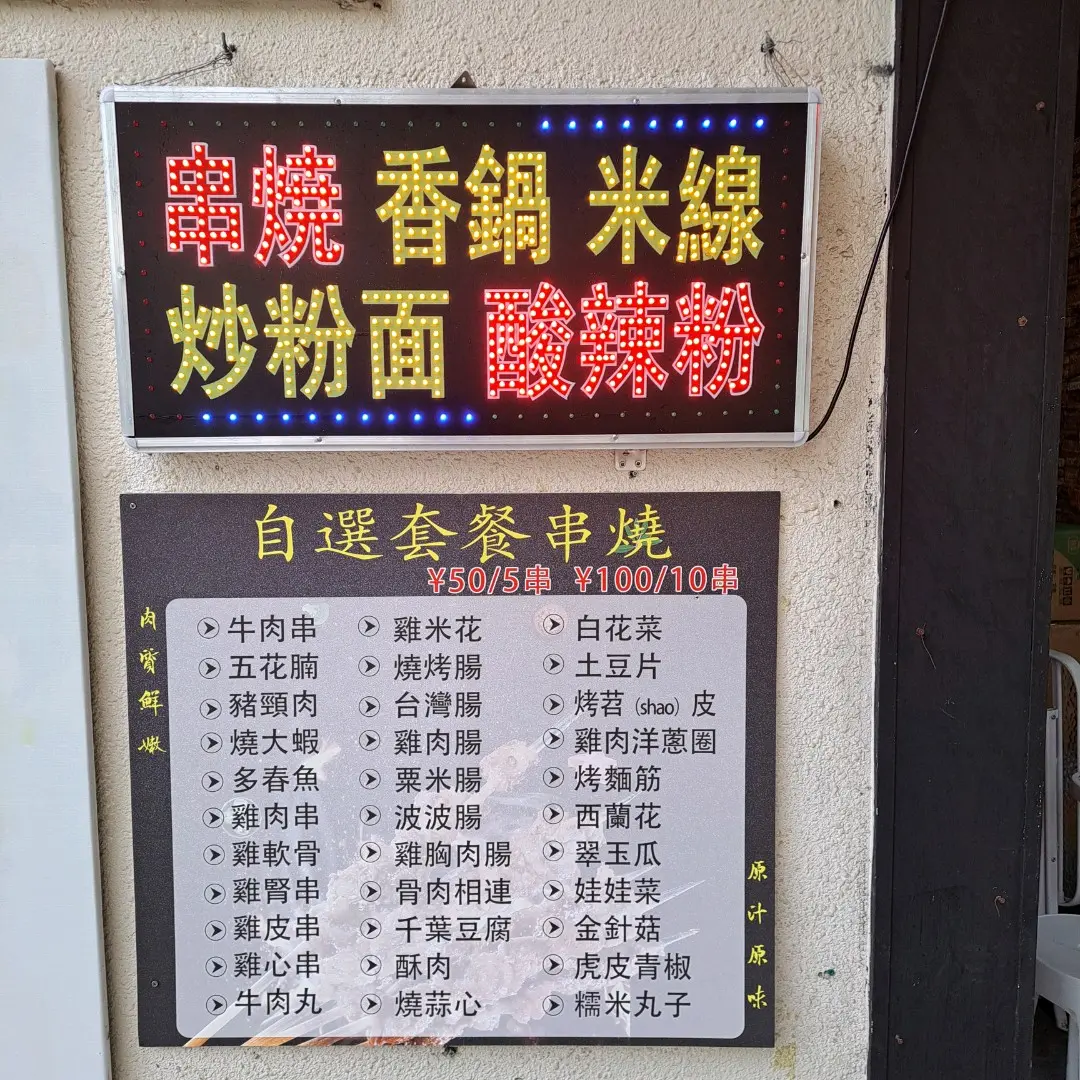 串燒 香鍋 米線
炒粉面 酸辣粉
自選套餐串燒
¥50/5串 ¥100/10串
肉質鮮嫩
牛肉串
五花腩
豬頸肉
燒大蝦
多春魚
雞肉串
雞軟骨
雞腎串
雞皮串
雞心串
牛肉丸
雞米花
燒烤腸
台灣腸
雞肉腸
粟米腸
波波腸
雞胸肉腸
骨肉相連
千葉豆腐
酥肉
燒蒜心
白花菜
土豆片
烤苕(shao)皮
雞肉洋蔥圈
烤麵筋
西蘭花
翠玉瓜
娃娃菜
金針菇
虎皮青椒
糯米丸子
原汁原味